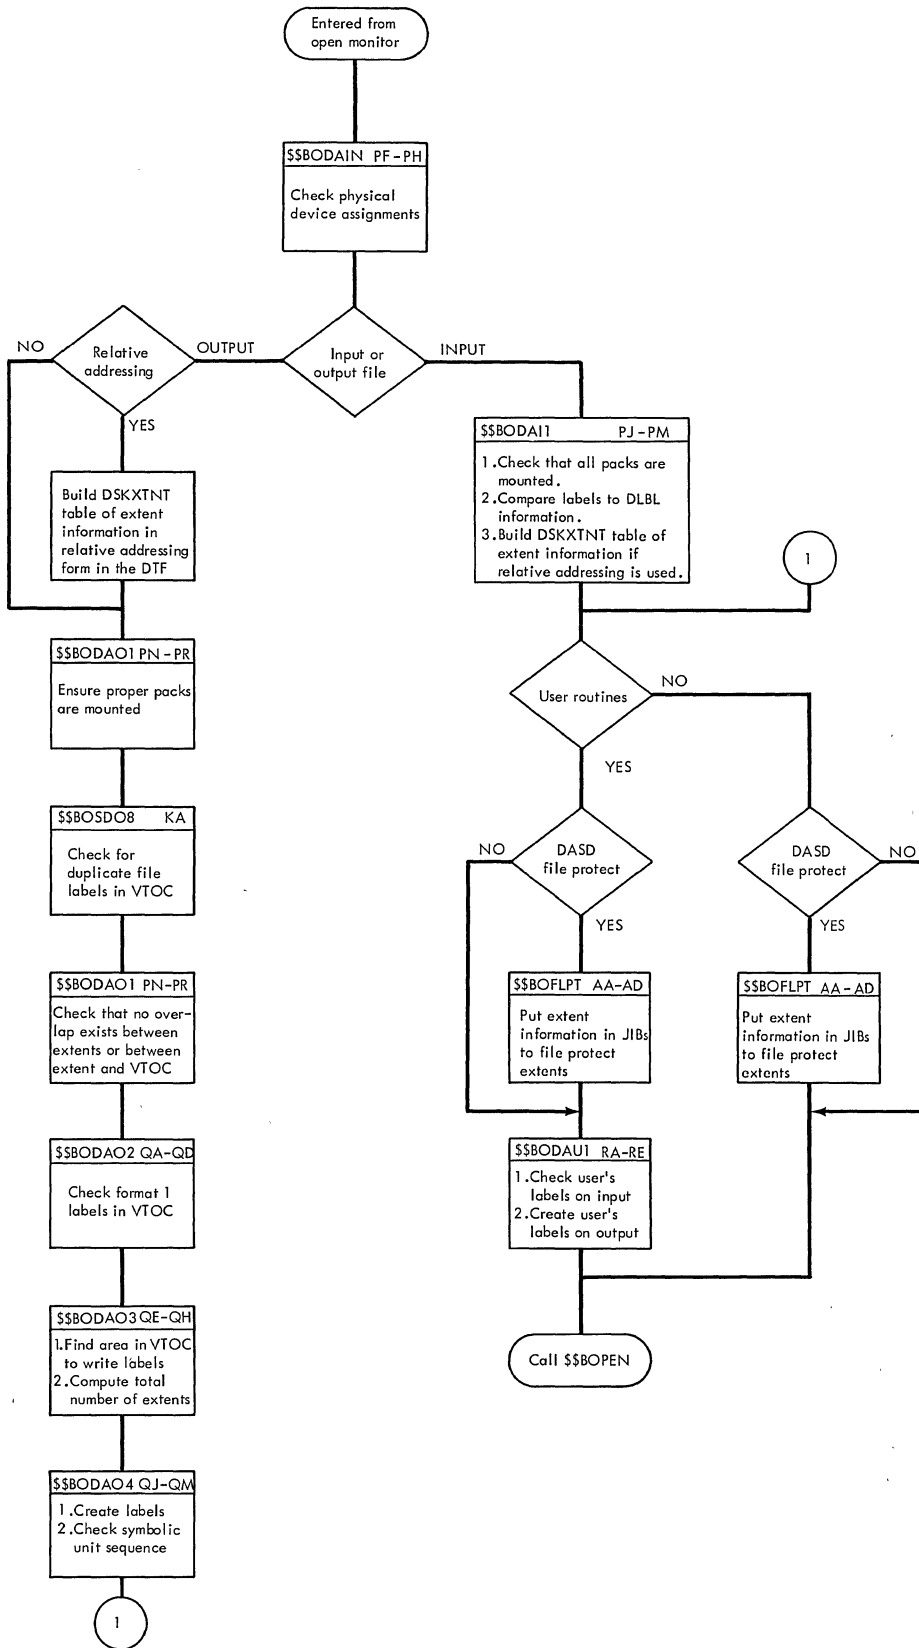 Entered from
open monitor
$$BODAIN PF-PH
Check physical
device assignments
NO
Relative
addressing
OUTPUT
Input or
output file
INPUT
YES
Build DSKXTNT
table of extent
information in
relative addressing
form in the DTF
$$BODAI1 PJ-PM
1.Check that all packs are
mounted.
2.Compare labels to DLBL
information.
3.Build DSKXTNT table of
extent information if
relative addressing is used.
1
$$BODAO1 PN-PR
Ensure proper packs
are mounted
User routines
NO
YES
$$BOSDO8 KA
Check for
duplicate file
labels in VTOC
NO
DASD
file protect
YES
DASD
file protect
NO
YES
$$BODAO1 PN-PR
Check that no over-
lap exists between
extents or between
extent and VTOC
$$BOFLPT AA-AD
Put extent
information in JIBs
to file protect
extents
$$BOFLPT AA-AD
Put extent
information in JIBs
to file protect
extents
$$BODAO2 QA-QD
Check format 1
labels in VTOC
$$BODAU1 RA-RE
1.Check user's
labels on input
2.Create user's
labels on output
$$BODAO3 QE-QH
1.Find area in VTOC
to write labels
2.Compute total
number of extents
Call $$BOPEN
$$BODAO4 QJ-QM
1.Create labels
2.Check symbolic
unit sequence
1